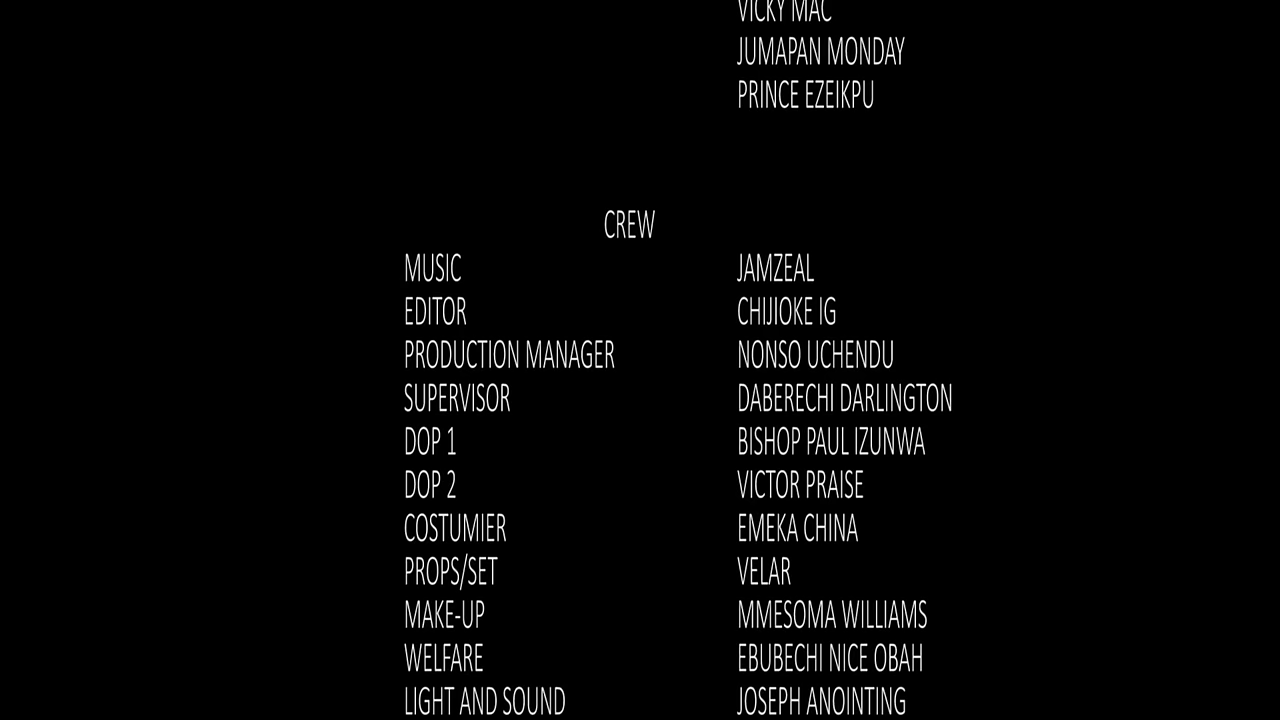 VICKY MAC
JUMAPAN MONDAY
PRINCE EZEIKPU
CREW
MUSIC JAMZEAL
EDITOR CHIJIOKE IG
PRODUCTION MANAGER NONSO UCHENDU
SUPERVISOR DABERECHI DARLINGTON
DOP 1 BISHOP PAUL IZUNWA
DOP 2 VICTOR PRAISE
COSTUMIER EMEKA CHINA
PROPS/SET VELAR
MAKE-UP MMESOMA WILLIAMS
WELFARE EBUBECHI NICE OBAH
LIGHT AND SOUND JOSEPH ANOINTING